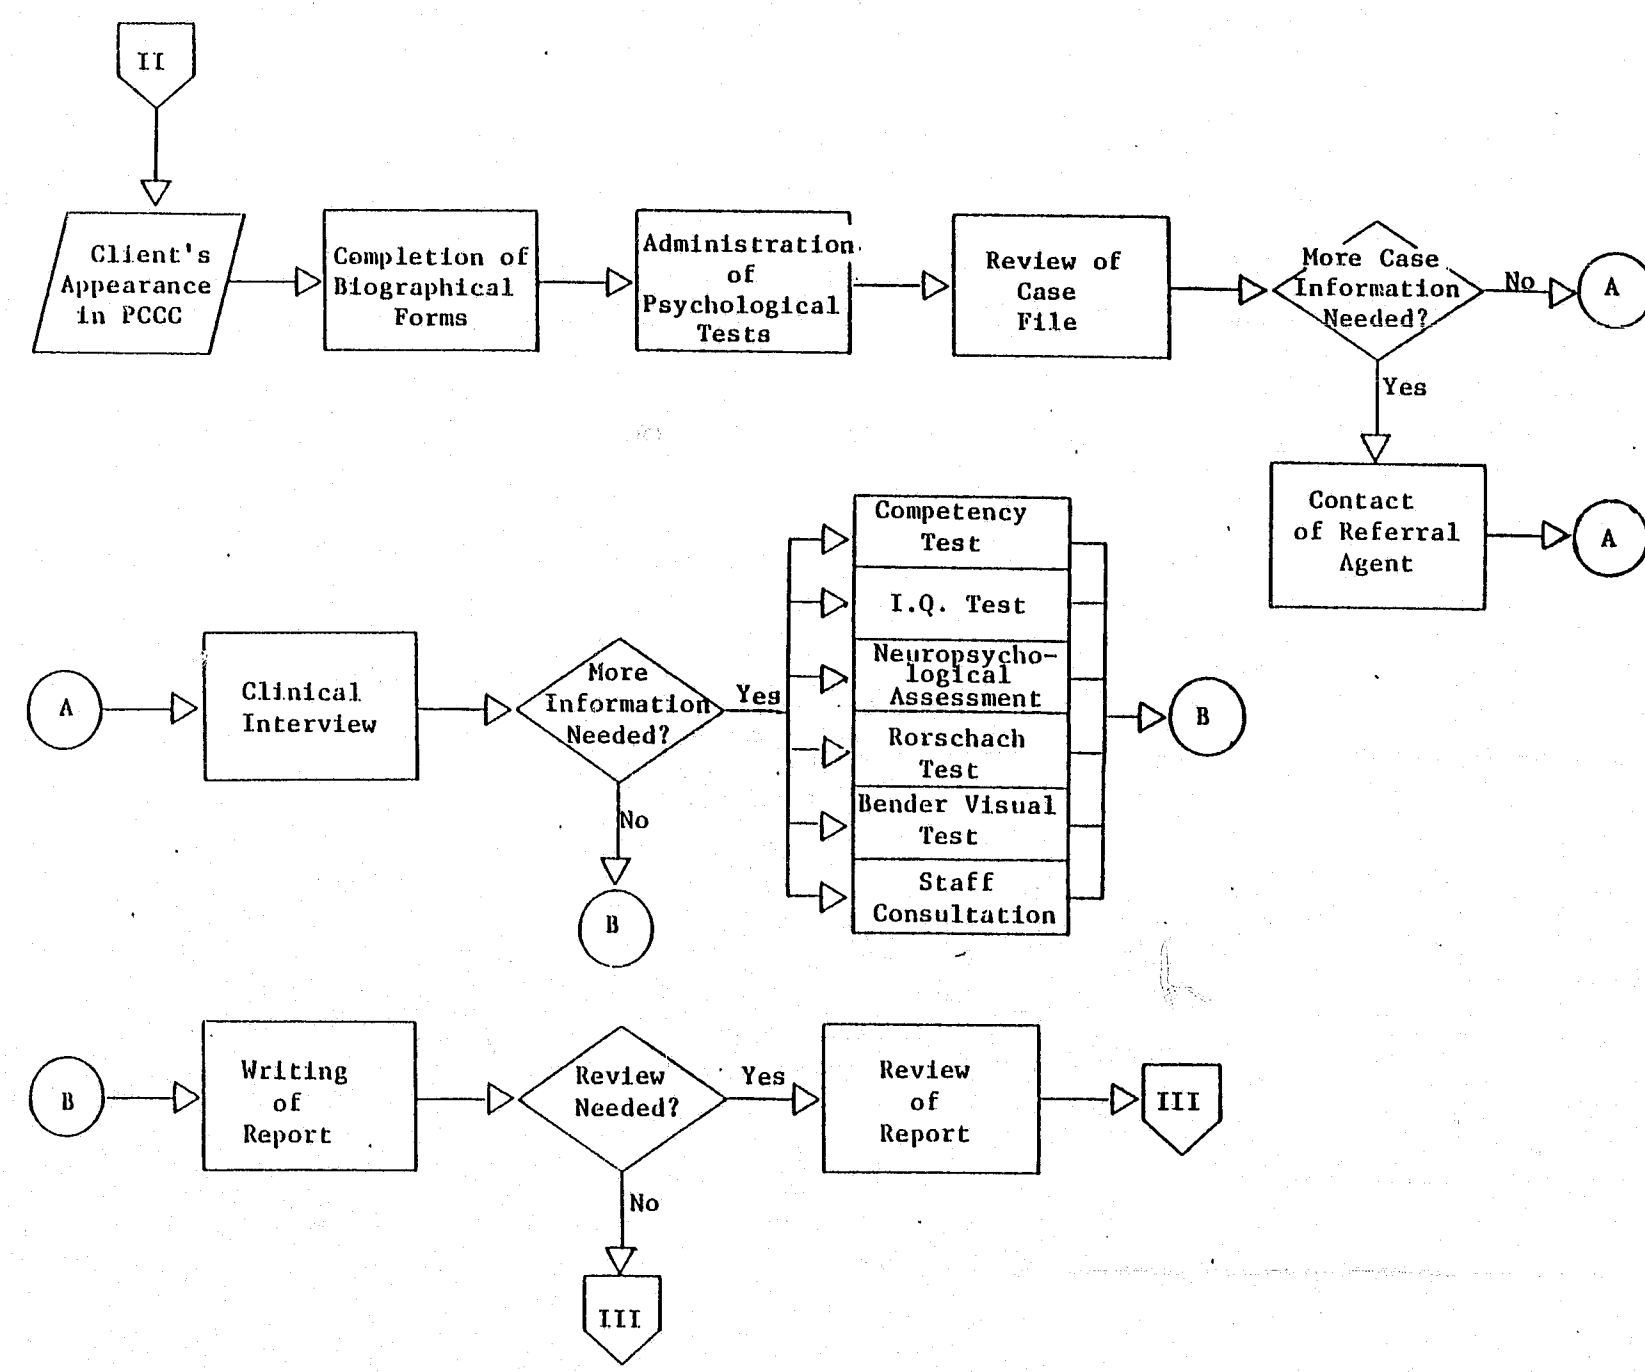 II
Client's
Appearance
in PCCC
Completion of
Biographical
Forms
Administration
of
Psychological
Tests
Review of
Case
File
More Case
Information
Needed?
No
A
Yes
Contact
of Referral
Agent
A
A
Clinical
Interview
More
Information
Needed?
Yes
No
B
Competency
Test
I.Q. Test
Neuropsycho-
logical
Assessment
Rorschach
Test
Bender Visual
Test
Staff
Consultation
B
B
Writing
of
Report
Review
Needed?
Yes
No
III
Review
of
Report
III